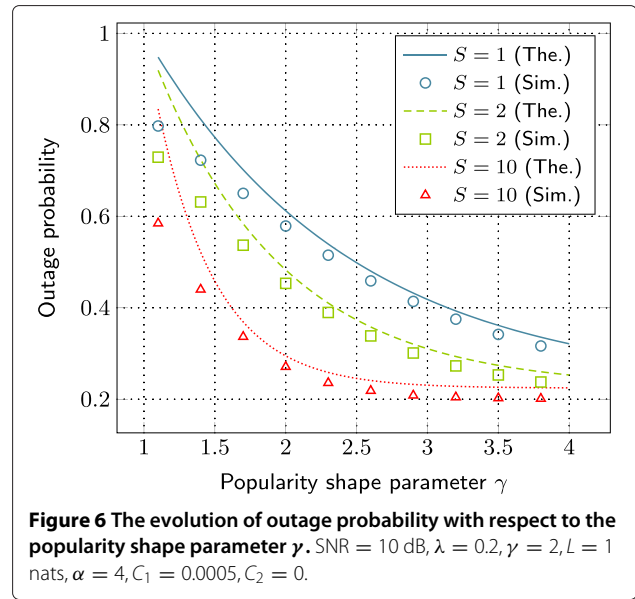 1
0.8
0.6
0.4
0.2
Outage probability
S = 1 (The.)
S = 1 (Sim.)
S = 2 (The.)
S = 2 (Sim.)
S = 10 (The.)
S = 10 (Sim.)
1 1.5 2 2.5 3 3.5 4
Popularity shape parameter γ
Figure 6 The evolution of outage probability with respect to the
popularity shape parameter γ. SNR = 10 dB, λ = 0.2, γ = 2, L = 1
nats, α = 4, C₁ = 0.0005, C₂ = 0.